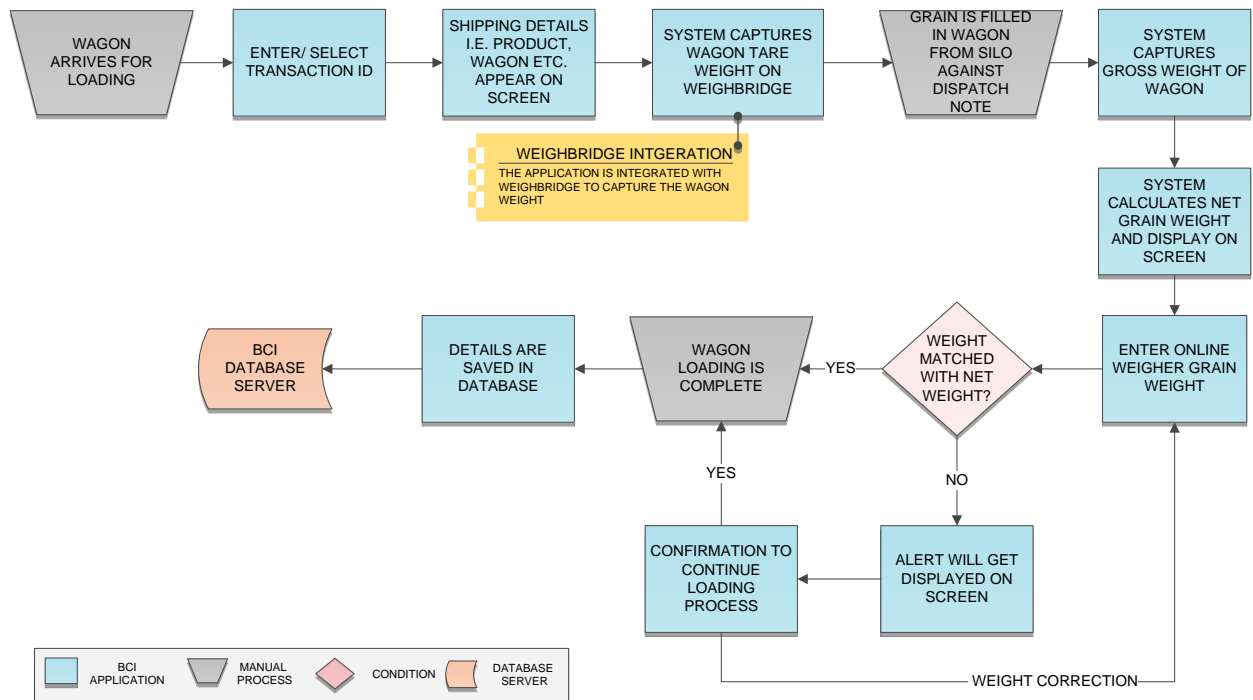 WAGON
ARRIVES FOR
LOADING
ENTER/ SELECT
TRANSACTION ID
SHIPPING DETAILS
I.E. PRODUCT,
WAGON ETC.
APPEAR ON
SCREEN
SYSTEM CAPTURES
WAGON TARE
WEIGHT ON
WEIGHBRIDGE
GRAIN IS FILLED
IN WAGON
FROM SILO
AGAINST
DISPATCH
NOTE
SYSTEM
CAPTURES
GROSS WEIGHT OF
WAGON
WEIGHBRIDGE INTGERATION
THE APPLICATION IS INTEGRATED WITH
WEIGHBRIDGE TO CAPTURE THE WAGON
WEIGHT
SYSTEM
CALCULATES NET
GRAIN WEIGHT
AND DISPLAY ON
SCREEN
ENTER ONLINE
WEIGHER GRAIN
WEIGHT
WEIGHT
MATCHED
WITH NET
WEIGHT?
YES
WAGON
LOADING IS
COMPLETE
DETAILS ARE
SAVED IN
DATABASE
BCI
DATABASE
SERVER
NO
YES
ALERT WILL GET
DISPLAYED ON
SCREEN
CONFIRMATION TO
CONTINUE
LOADING
PROCESS
WEIGHT CORRECTION
BCI
APPLICATION
MANUAL
PROCESS
CONDITION
DATABASE
SERVER